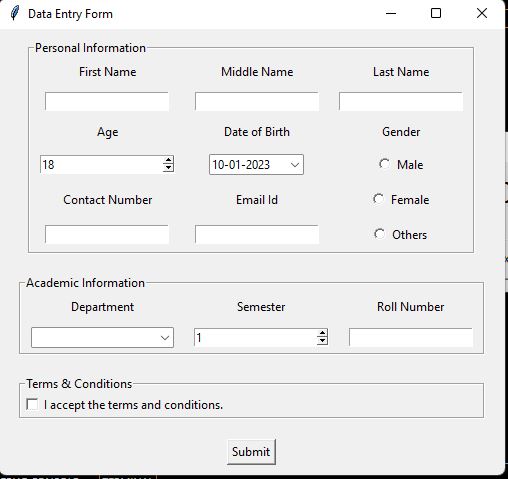 Data Entry Form
Personal Information
First Name Middle Name Last Name
Age Date of Birth Gender
18 10-01-2023 Male
Contact Number Email Id Female
Others
Academic Information
Department Semester Roll Number
1
Terms & Conditions
I accept the terms and conditions.
Submit